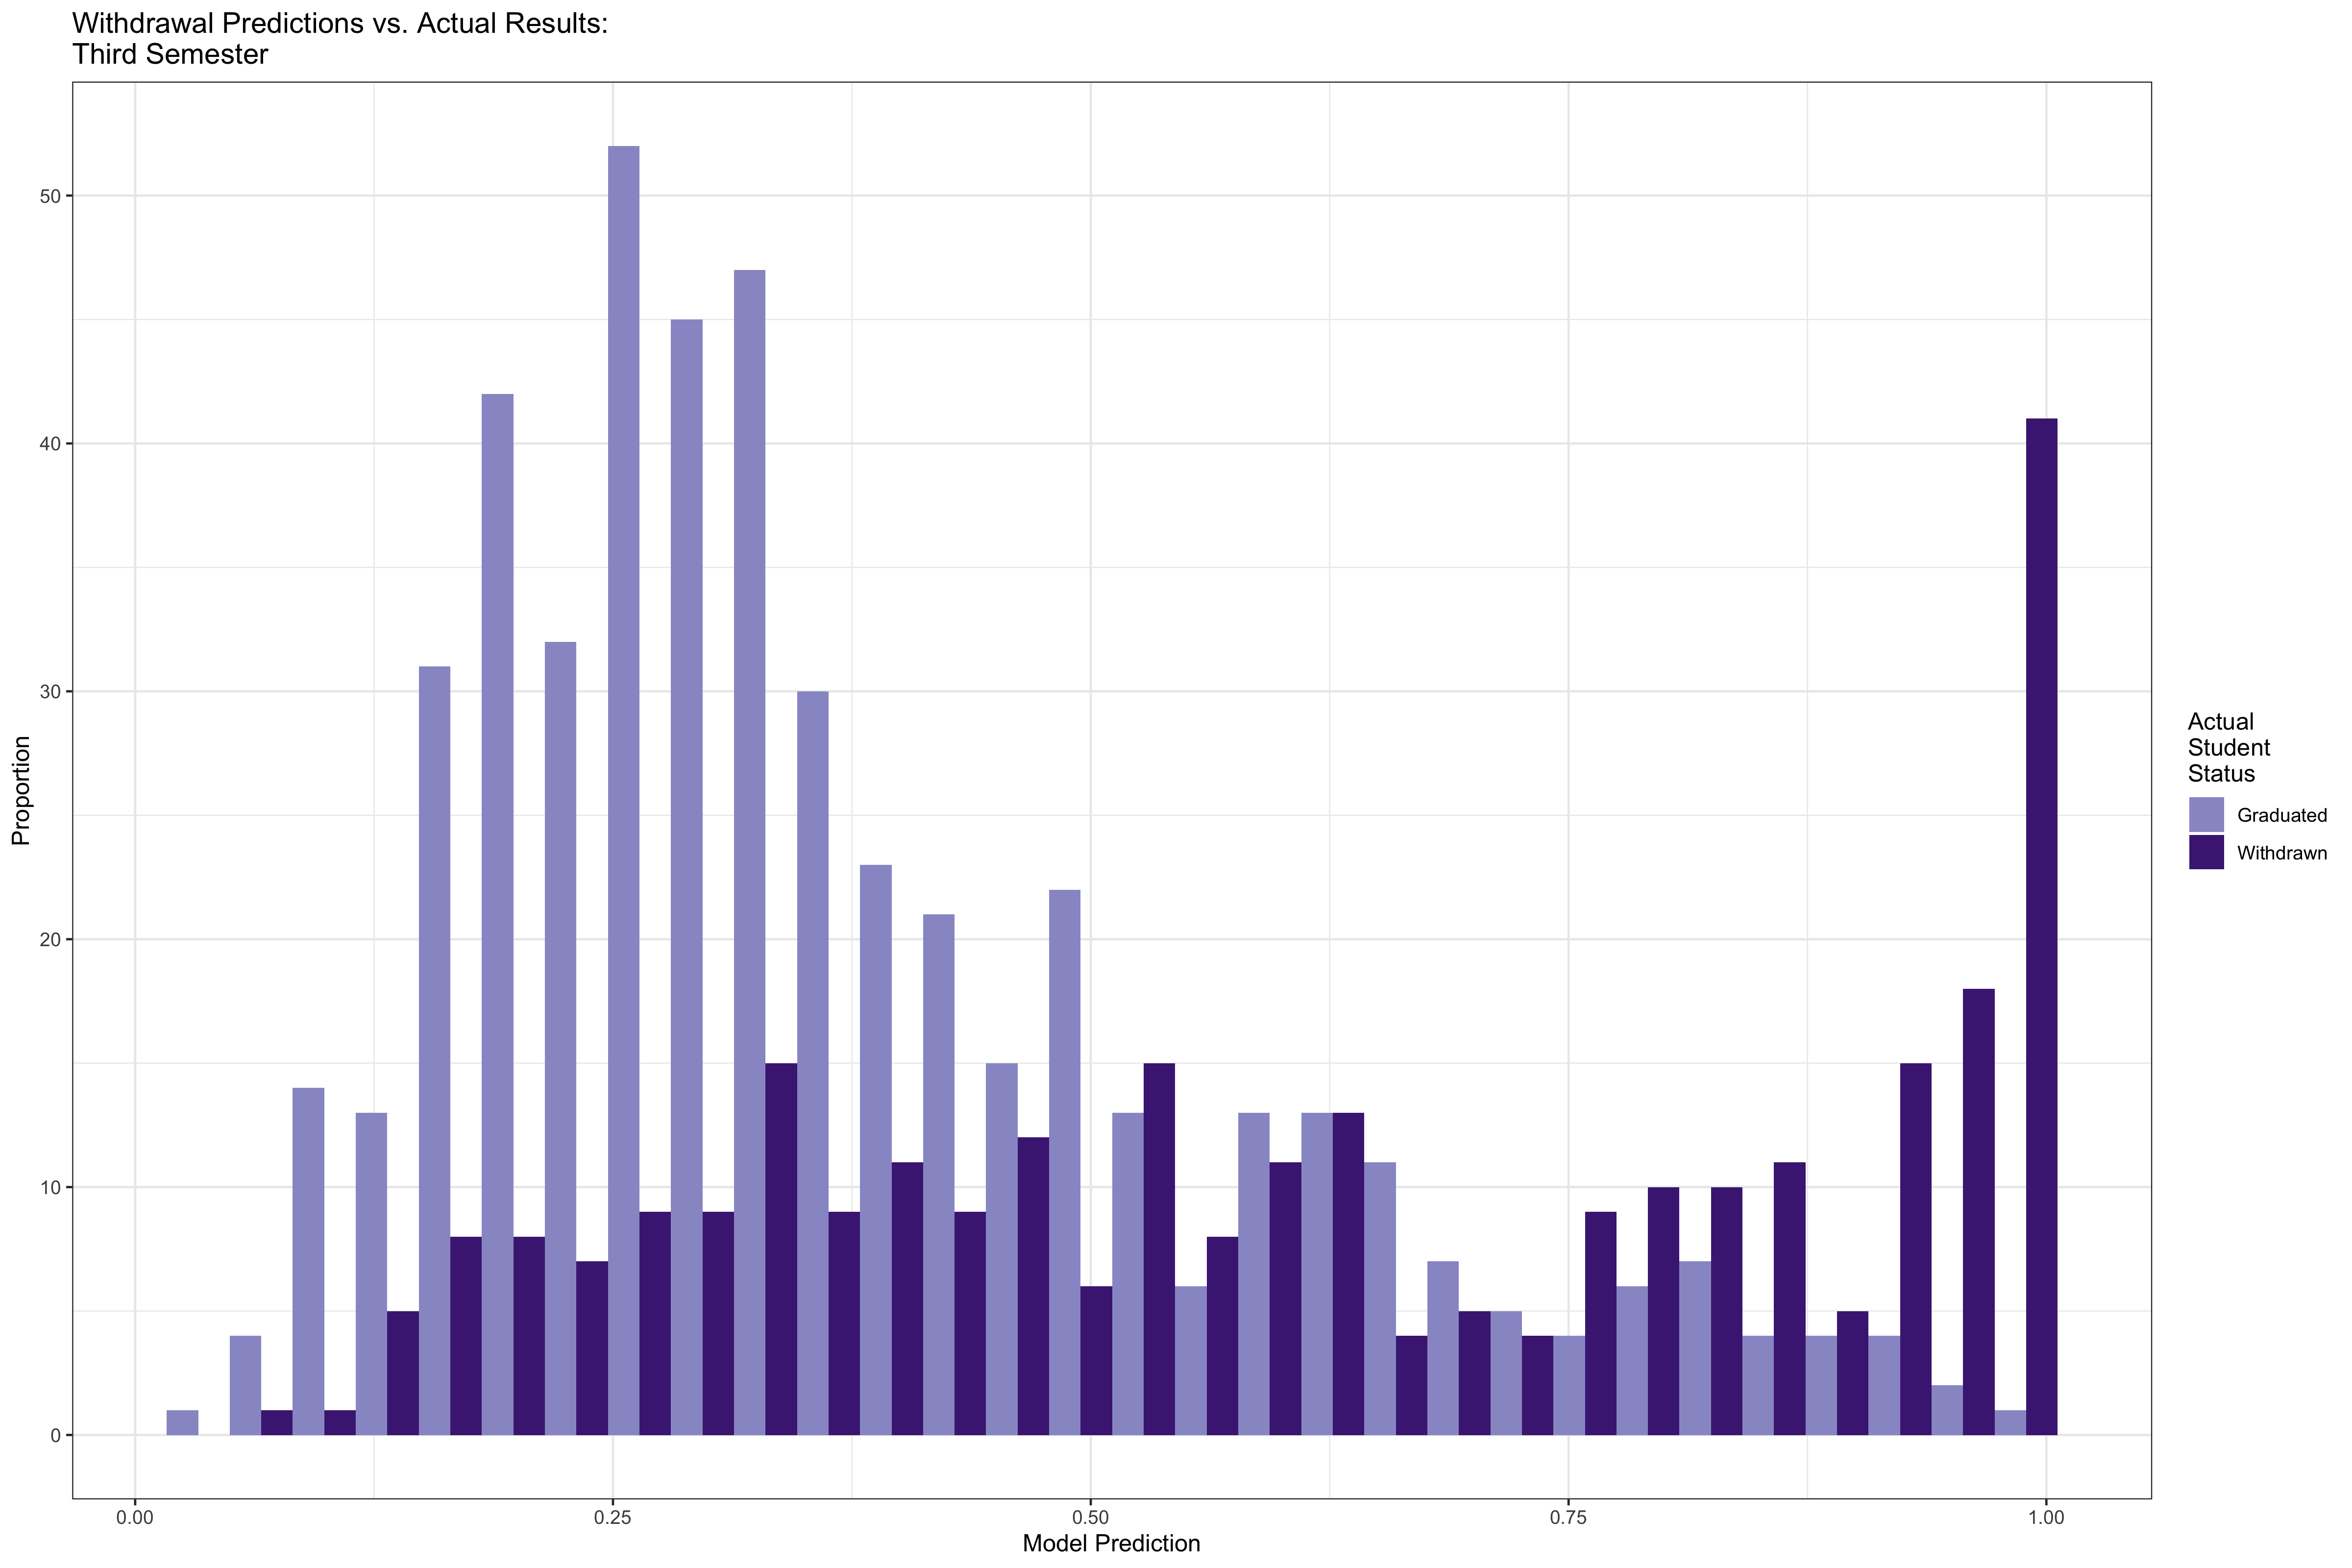 Withdrawal Predictions vs. Actual Results:
Third Semester
50
40
30
20
10
0
Proportion
0.00
0.25
0.50
0.75
1.00
Model Prediction
Actual
Student
Status
Graduated
Withdrawn